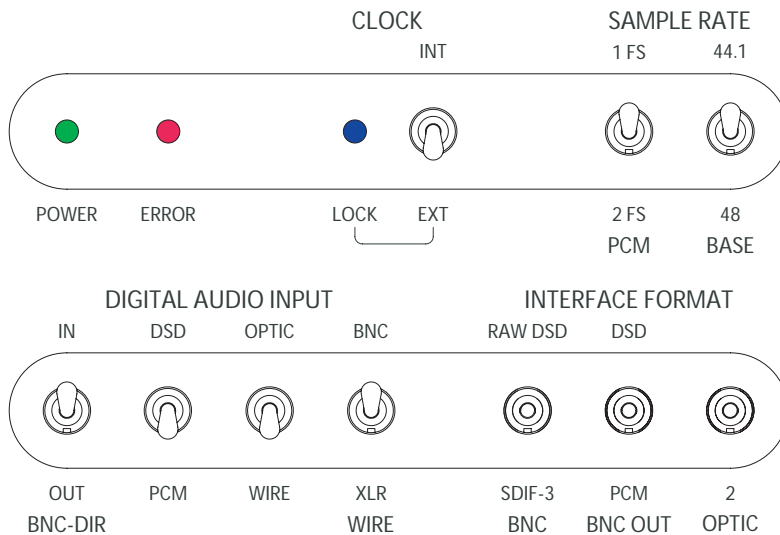 CLOCK SAMPLE RATE
INT 1 FS 44.1
POWER ERROR LOCK EXT 2 FS 48
PCM BASE
DIGITAL AUDIO INPUT INTERFACE FORMAT
IN DSD OPTIC BNC RAW DSD DSD
OUT PCM WIRE XLR SDIF-3 PCM 2
BNC-DIR WIRE BNC BNC OUT OPTIC